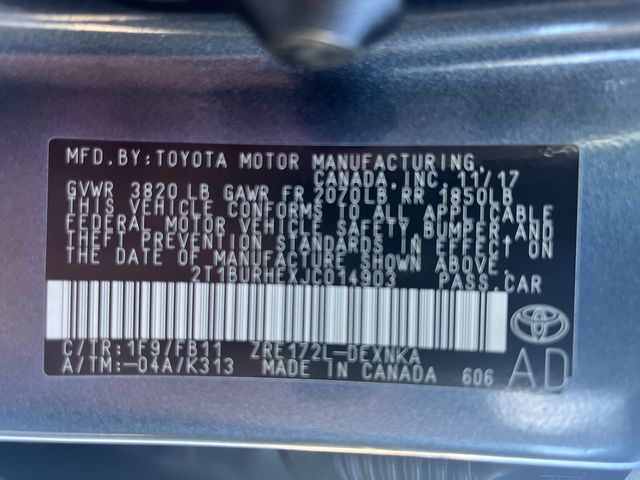 MFD. BY: TOYOTA MOTOR MANUFACTURING,
CANADA, INC. 11/17
GVWR 3820 LB GAWR FR 2070LB RR 1850LB
THIS VEHICLE CONFORMS TO ALL APPLICABLE
FEDERAL MOTOR VEHICLE SAFETY BUMPER, AND
THEFT PREVENTION STANDARDS IN EFFECT ON
THE DATE OF MANUFACTURE SHOWN ABOVE.
2T1BURHEXJC014903 PASS.CAR
C/TR:1F9/FB11 ZRE172L-DEXNKA
A/TM:-04A/K313 MADE IN CANADA 606
AD